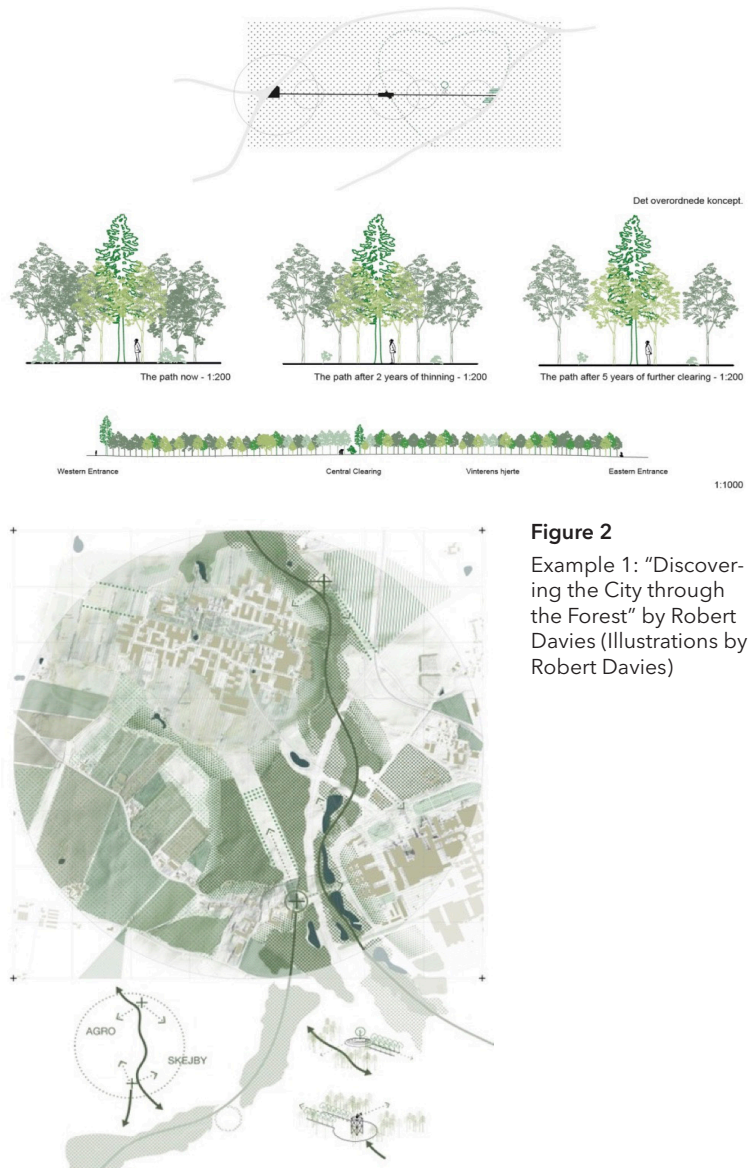 Det overordnede koncept.
The path now - 1:200
The path after 2 years of thinning - 1:200
The path after 5 years of further clearing - 1:200
Western Entrance
Central Clearing
Vinterens hjerte
Eastern Entrance
1:1000
Figure 2
Example 1: “Discover-
ing the City through
the Forest” by Robert
Davies (Illustrations by
Robert Davies)
AGRO
SKEJBY